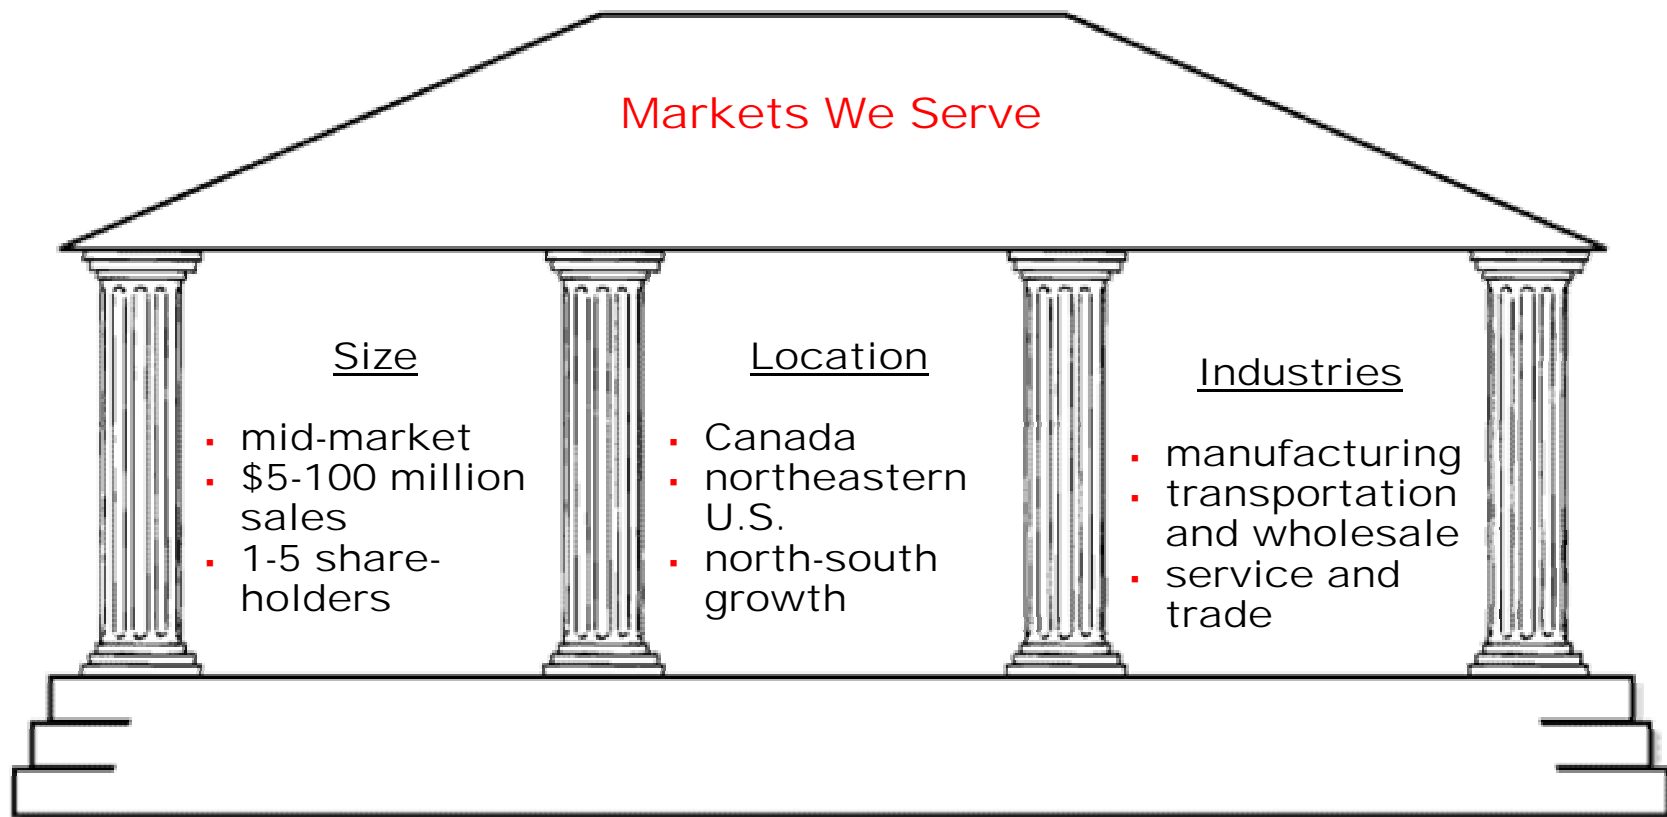 Markets We Serve
Size
▪ mid-market
▪ $5-100 million
sales
▪ 1-5 share-
holders
Location
▪ Canada
▪ northeastern
U.S.
▪ north-south
growth
Industries
▪ manufacturing
▪ transportation
and wholesale
▪ service and
trade